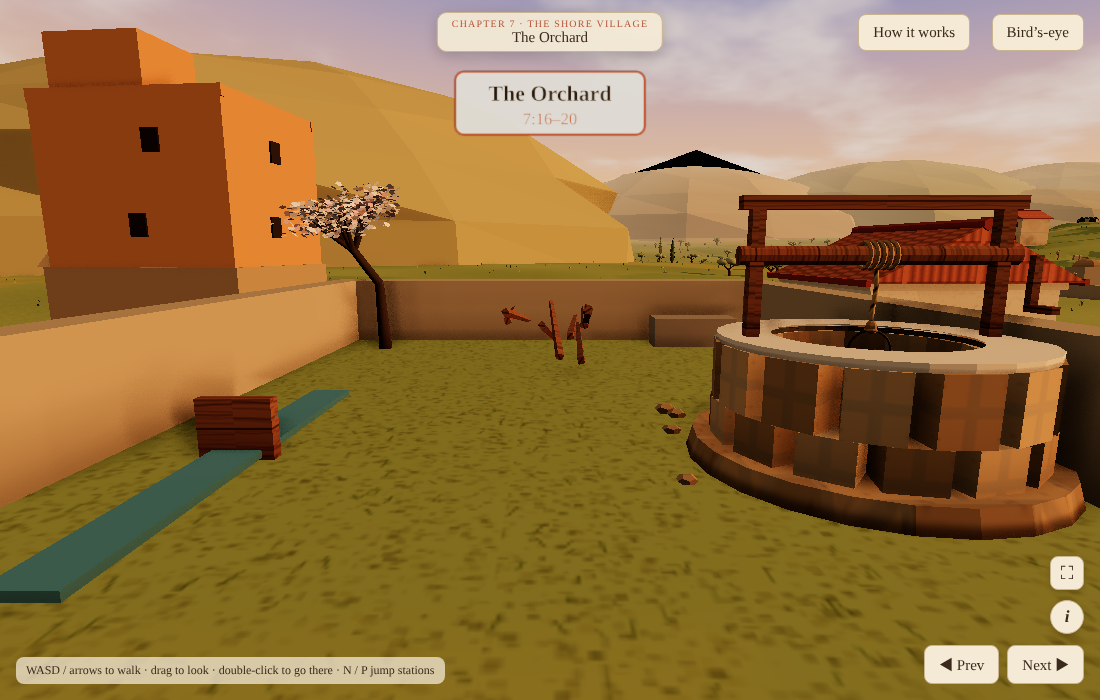 CHAPTER 7 · THE SHORE VILLAGE
The Orchard
How it works
Bird’s-eye
The Orchard
7:16–20
i
WASD / arrows to walk · drag to look · double-click to go there · N / P jump stations
◀ Prev
Next ▶